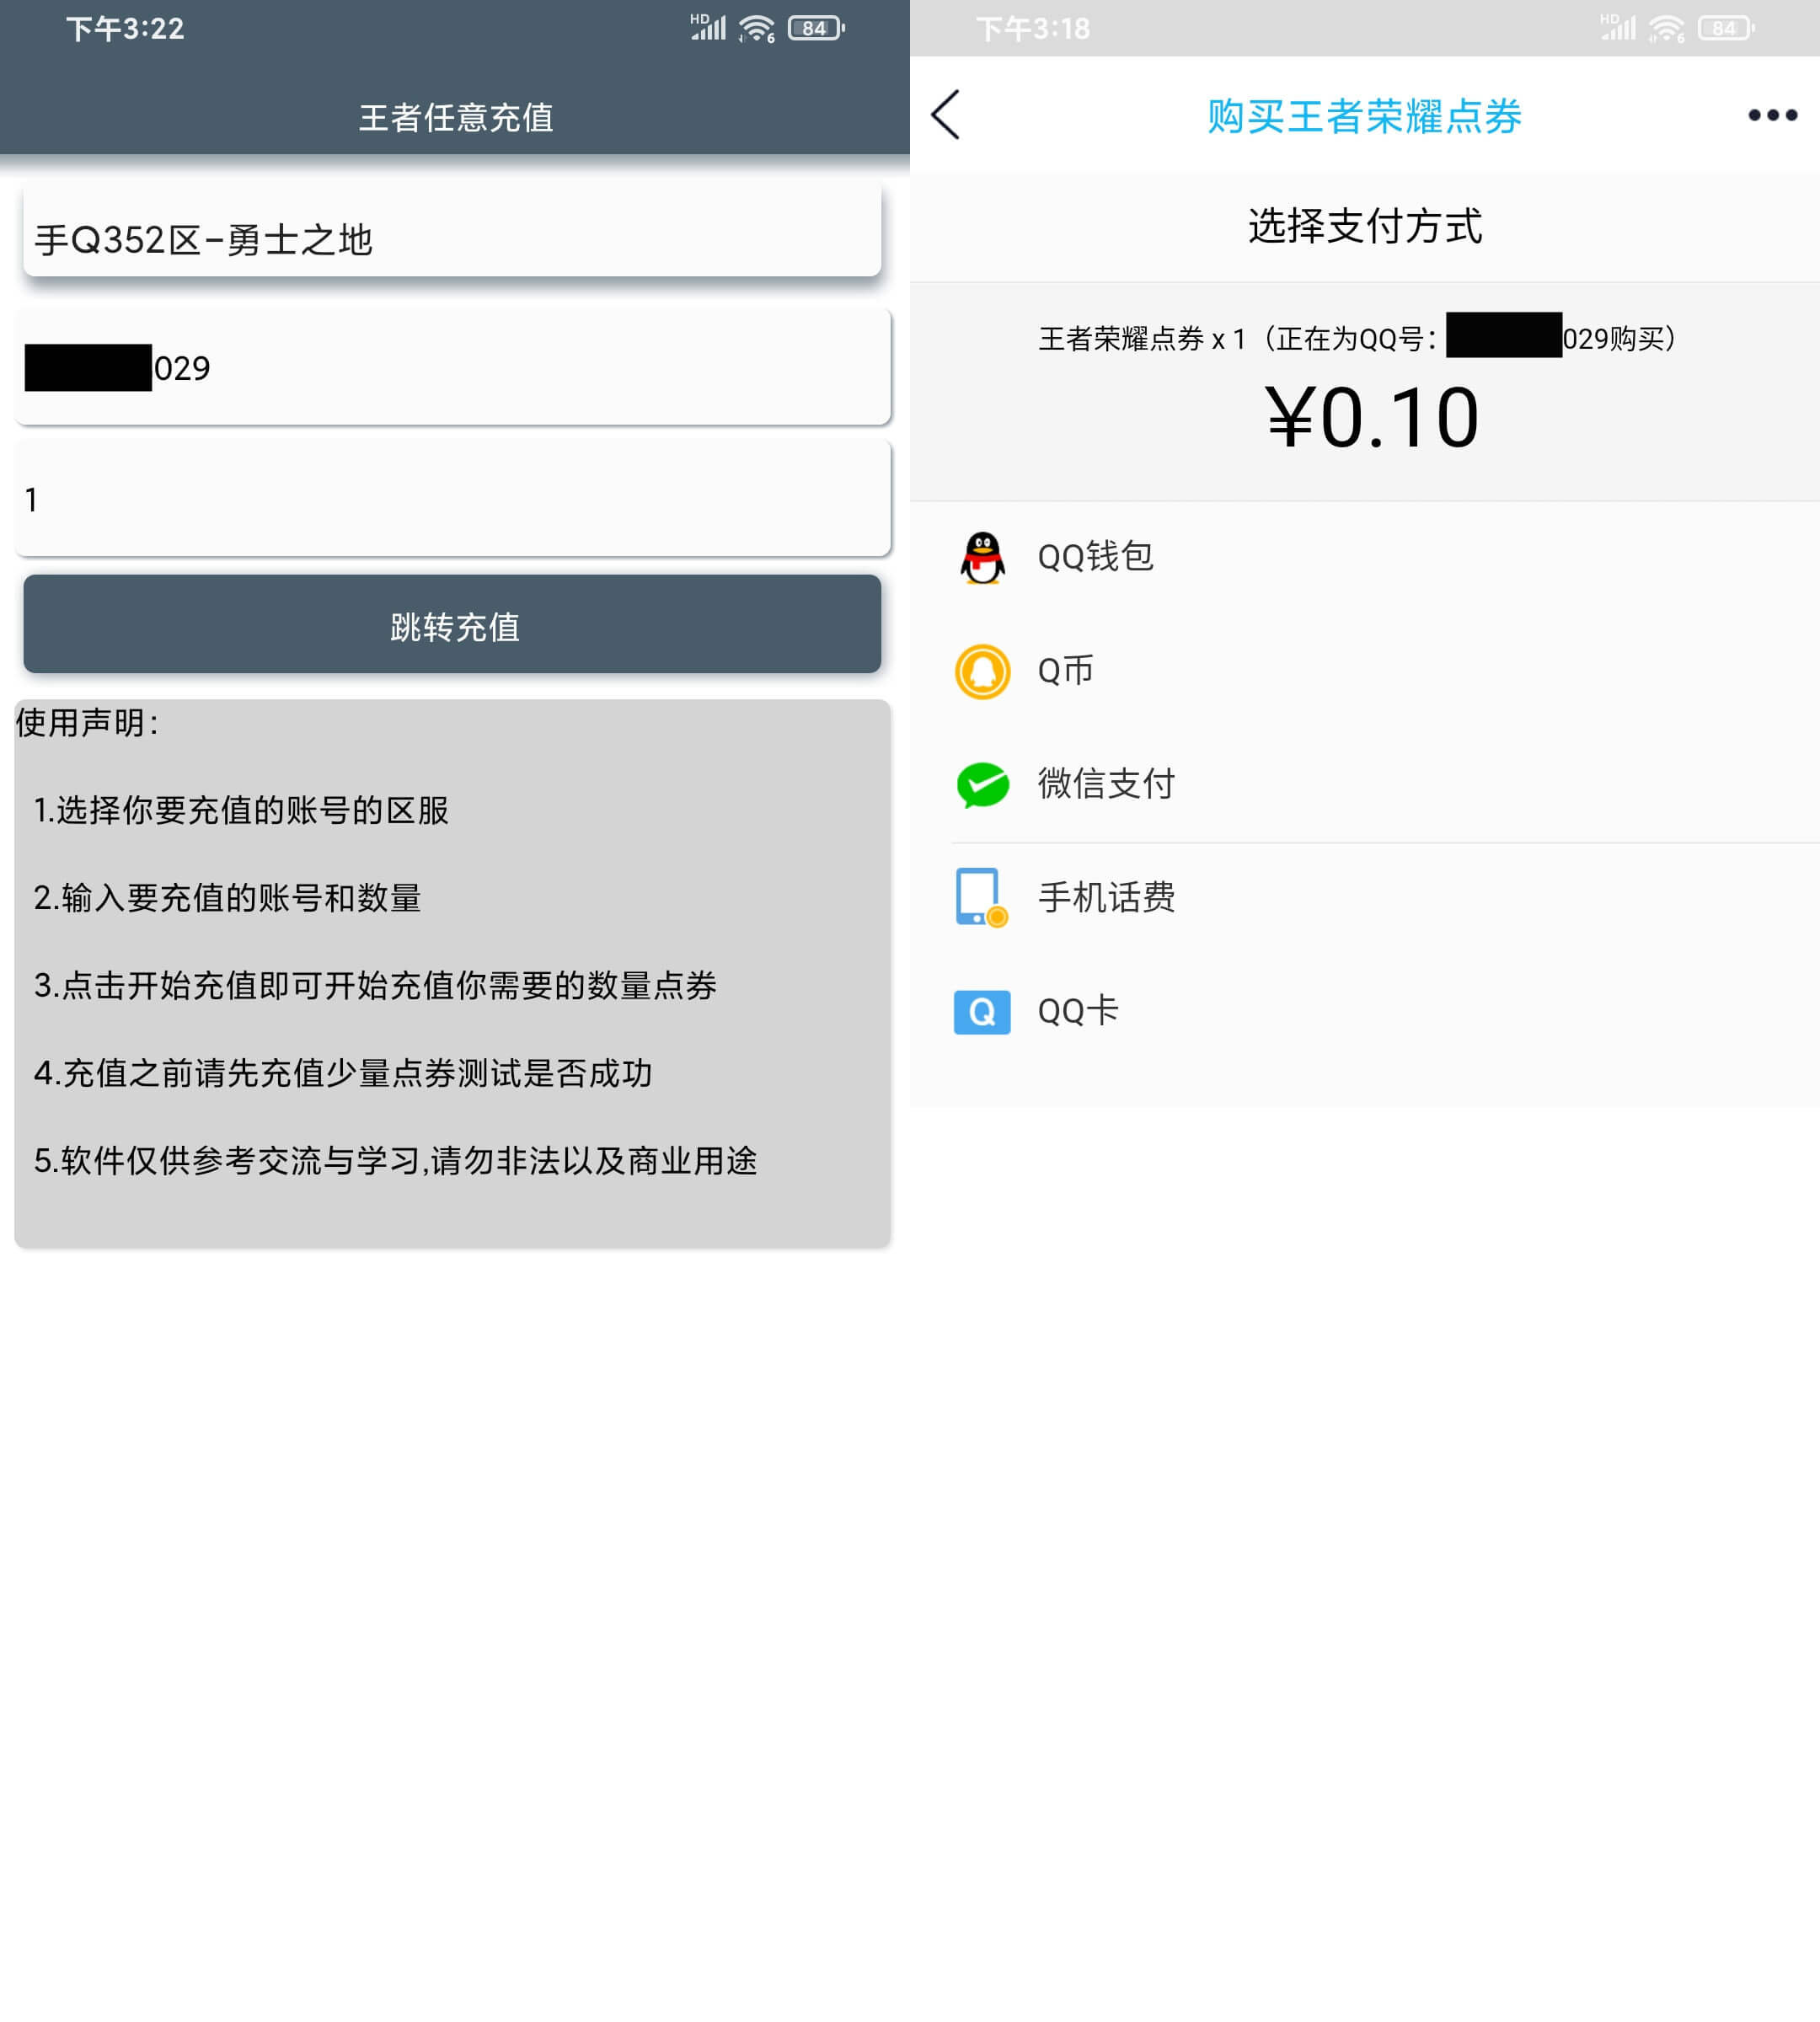 下午3:22
HD
6
84
王者任意充值
手Q352区-勇士之地
029
1
跳转充值
使用声明：
1.选择你要充值的账号的区服
2.输入要充值的账号和数量
3.点击开始充值即可开始充值你需要的数量点券
4.充值之前请先充值少量点券测试是否成功
5.软件仅供参考交流与学习,请勿非法以及商业用途
下午3:18
HD
6
84
购买王者荣耀点券
选择支付方式
王者荣耀点券 x 1（正在为QQ号：029购买）
¥0.10
QQ钱包
Q币
微信支付
手机话费
Q
QQ卡